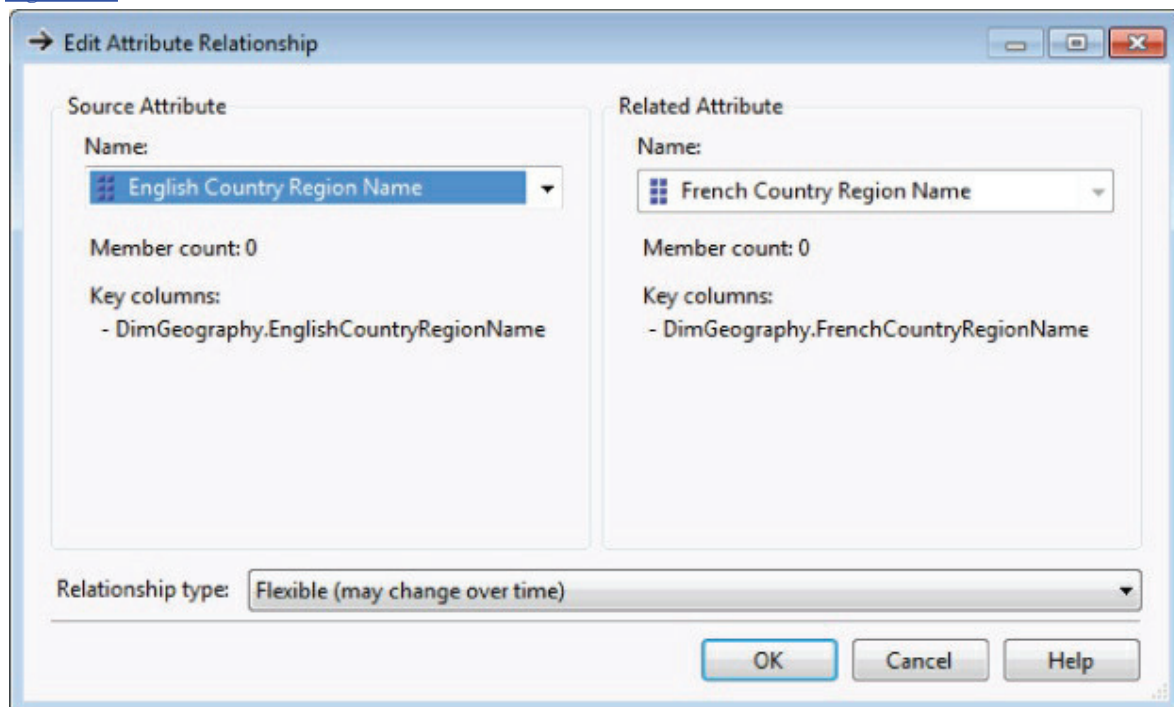 Edit Attribute Relationship
Source Attribute
Name:
English Country Region Name
Member count: 0
Key columns:
- DimGeography.EnglishCountryRegionName
Related Attribute
Name:
French Country Region Name
Member count: 0
Key columns:
- DimGeography.FrenchCountryRegionName
Relationship type: Flexible (may change over time)
OK Cancel Help